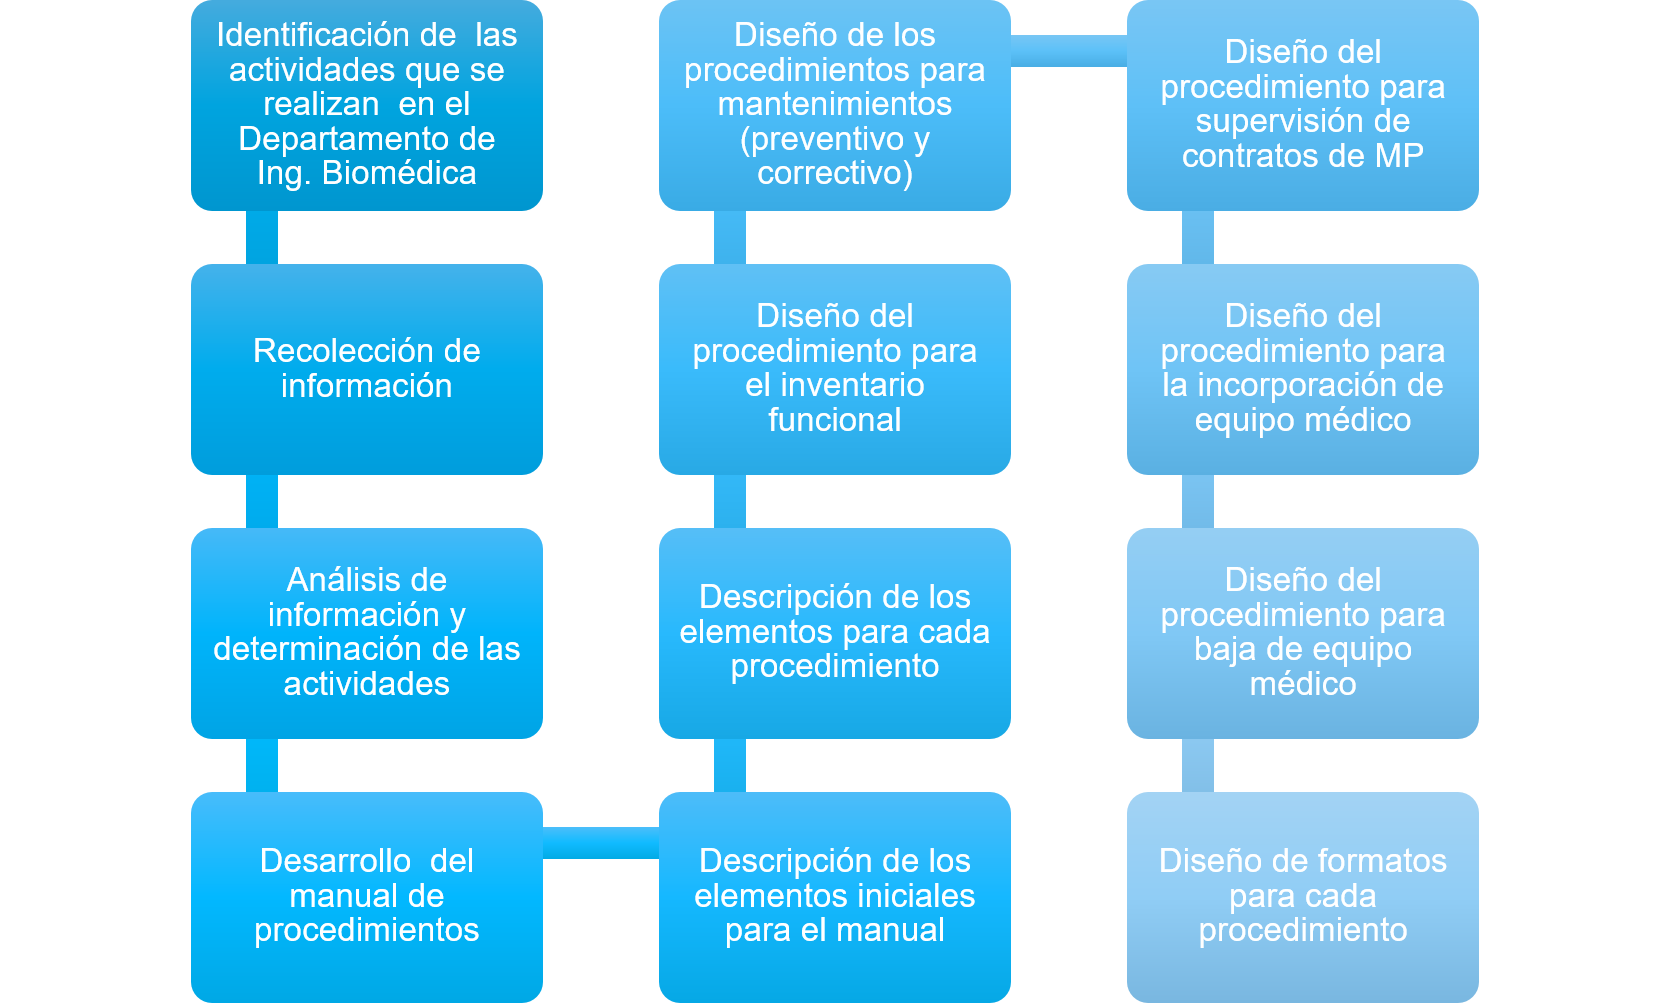 Identificación de  las
actividades que se
realizan  en el
Departamento de
Ing. Biomédica
Recolección de
información
Análisis de
información y
determinación de las
actividades
Desarrollo  del
manual de
procedimientos
Descripción de los
elementos iniciales
para el manual
Descripción de los
elementos para cada
procedimiento
Diseño del
procedimiento para
el inventario
funcional
Diseño de los
procedimientos para
mantenimientos
(preventivo y
correctivo)
Diseño del
procedimiento para
supervisión de
contratos de MP
Diseño del
procedimiento para
la incorporación de
equipo médico
Diseño del
procedimiento para
baja de equipo
médico
Diseño de formatos
para cada
procedimiento